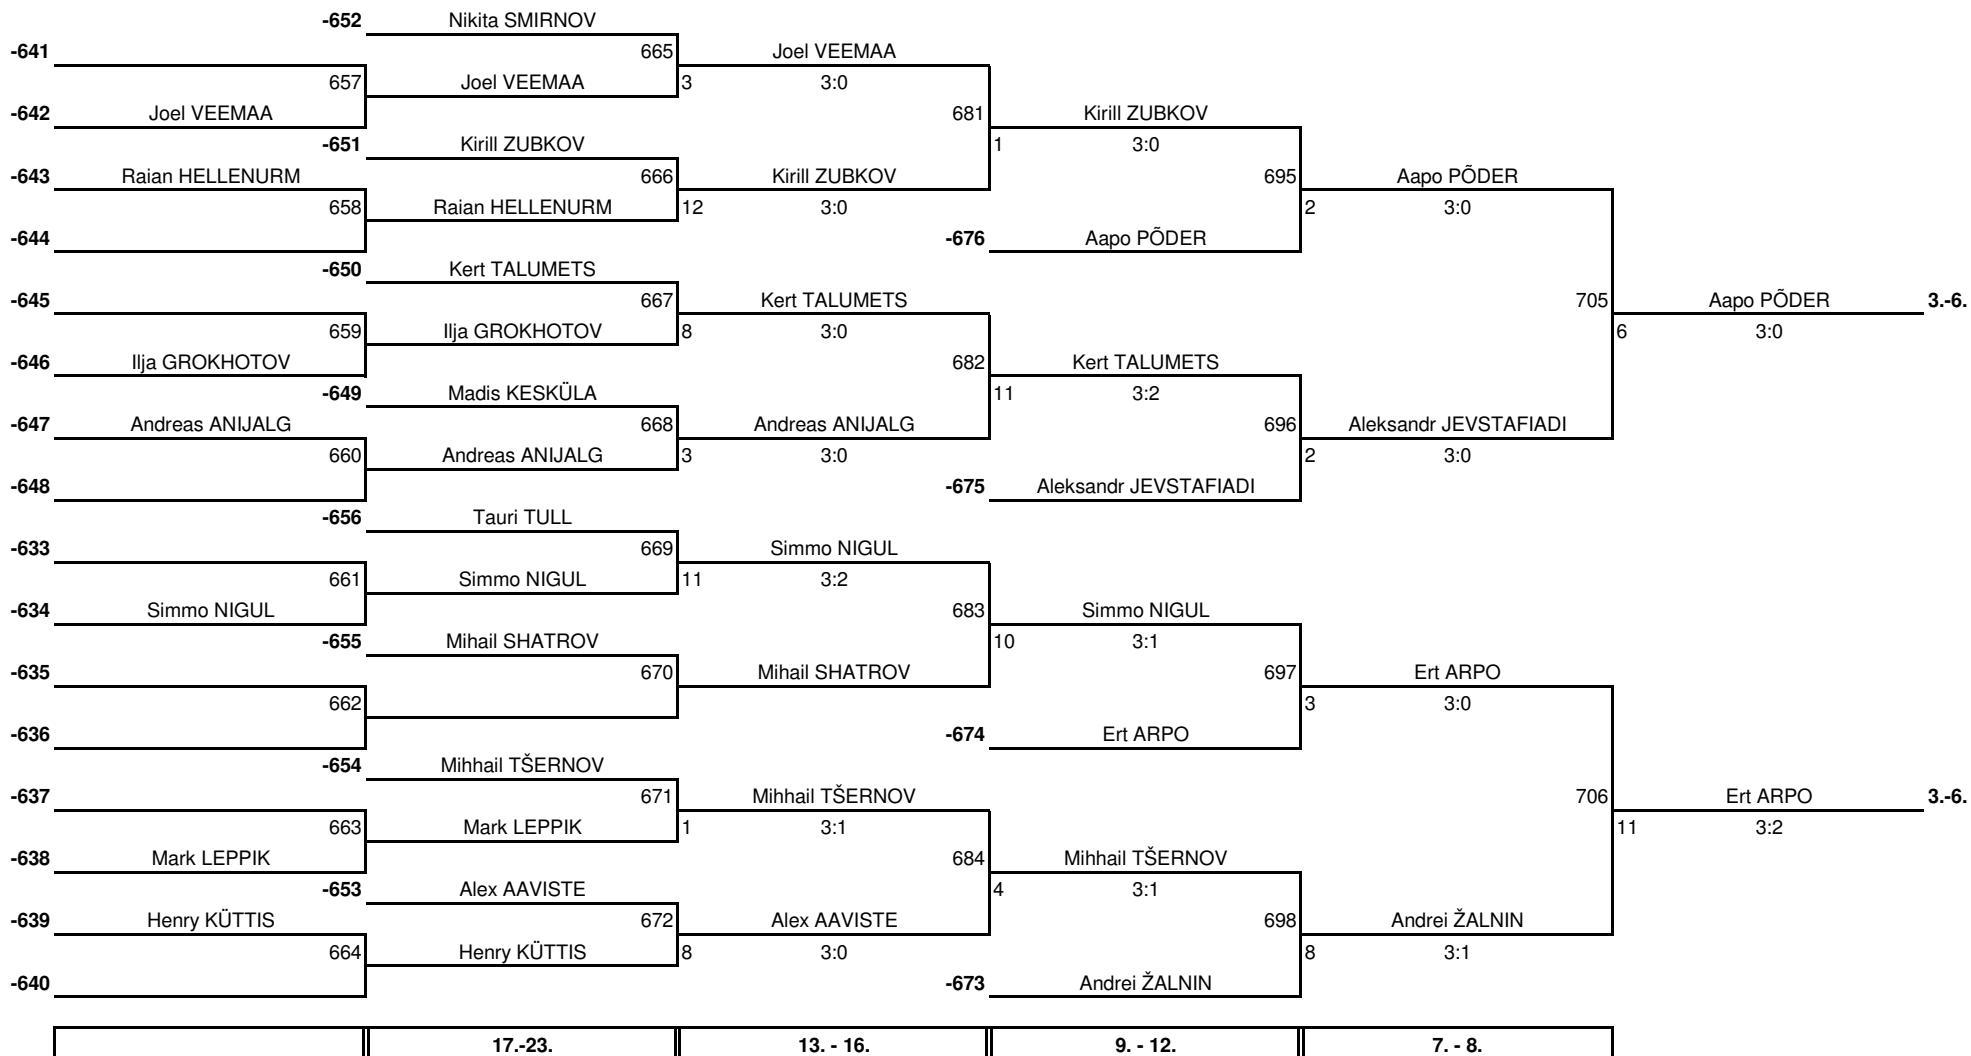 -652 Nikita SMIRNOV
-641 665 Joel VEEMAA
657 Joel VEEMAA 3 3:0
-642 Joel VEEMAA 681 Kirill ZUBKOV
-651 Kirill ZUBKOV 1 3:0
-643 Raian HELLENURM 666 Kirill ZUBKOV 695 Aapo PÕDER
658 Raian HELLENURM 12 3:0 2 3:0
-644 -676 Aapo PÕDER
-650 Kert TALUMETS
-645 667 Kert TALUMETS 705 Aapo PÕDER 3.-6.
659 Ilja GROKHOTOV 8 3:0 6 3:0
-646 Ilja GROKHOTOV 682 Kert TALUMETS
-649 Madis KESKÜLA 11 3:2
-647 Andreas ANIJALG 668 Andreas ANIJALG 696 Aleksandr JEVSTAFIADI
660 Andreas ANIJALG 3 3:0 2 3:0
-648 -675 Aleksandr JEVSTAFIADI
-656 Tauri TULL
-633 669 Simmo NIGUL
661 Simmo NIGUL 11 3:2
-634 Simmo NIGUL 683 Simmo NIGUL
-655 Mihail SHATROV 10 3:1
-635 670 Mihail SHATROV 697 Ert ARPO
662 3 3:0
-636 -674 Ert ARPO
-654 Mihhail TŠERNOV
-637 671 Mihhail TŠERNOV 706 Ert ARPO 3.-6.
663 Mark LEPPIK 1 3:1 11 3:2
-638 Mark LEPPIK 684 Mihhail TŠERNOV
-653 Alex AAVISTE 4 3:1
-639 Henry KÜTTIS 672 Alex AAVISTE 698 Andrei ŽALNIN
664 Henry KÜTTIS 8 3:0 8 3:1
-640 -673 Andrei ŽALNIN
17.-23. 13. - 16. 9. - 12. 7. - 8.